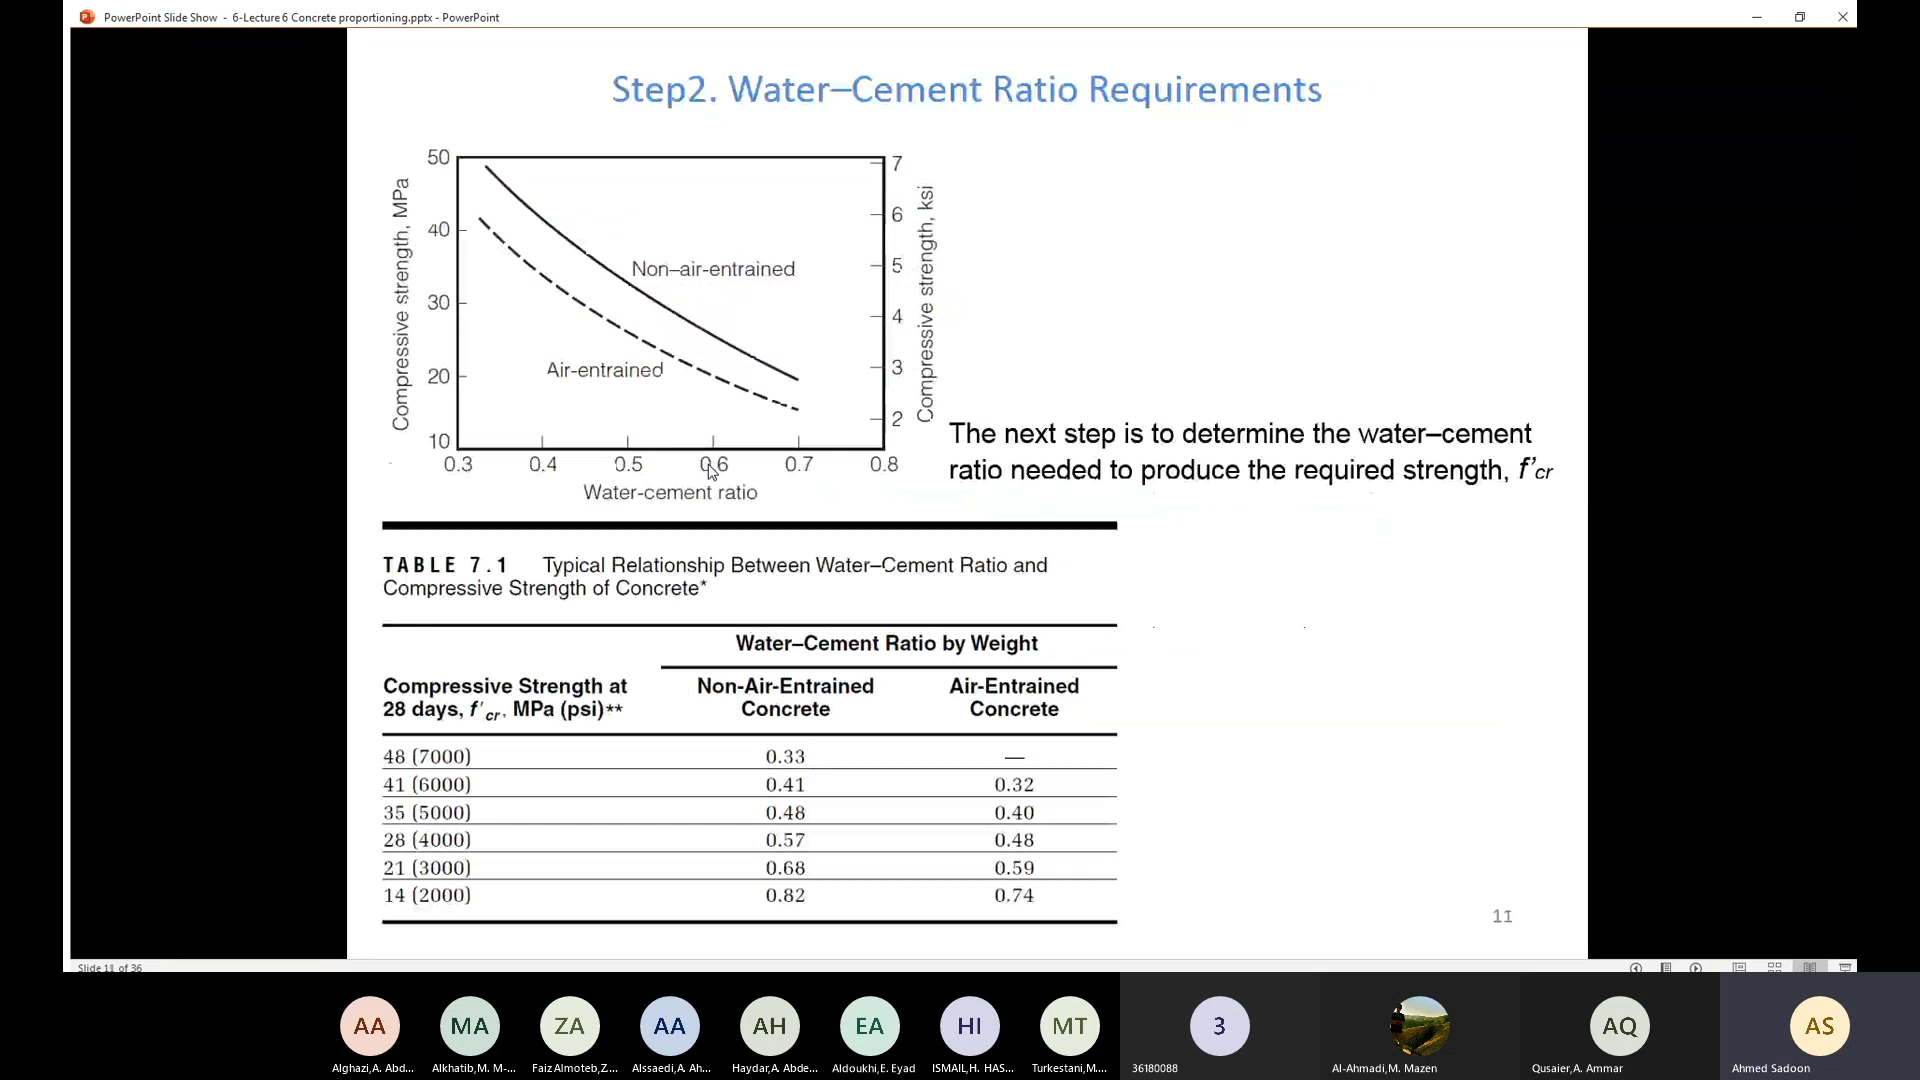 PowerPoint Slide Show - 6-Lecture 6 Concrete proportioning.pptx - PowerPoint
Step2. Water–Cement Ratio Requirements
50
40
30
20
10
Compressive strength, MPa
7
6
5
4
3
2
Compressive strength, ksi
Non–air-entrained
Air-entrained
0.3 0.4 0.5 0.6 0.7 0.8
Water-cement ratio
The next step is to determine the water–cement
ratio needed to produce the required strength, f'cr
TABLE 7.1 Typical Relationship Between Water–Cement Ratio and
Compressive Strength of Concrete*
Water–Cement Ratio by Weight
Compressive Strength at Non-Air-Entrained Air-Entrained
28 days, f'cr, MPa (psi)** Concrete Concrete
48 (7000) 0.33 —
41 (6000) 0.41 0.32
35 (5000) 0.48 0.40
28 (4000) 0.57 0.48
21 (3000) 0.68 0.59
14 (2000) 0.82 0.74
11
Slide 11 of 36
AA MA ZA AA AH EA HI MT 3 AQ AS
Alghazi,A. Abd... Alkhatib,M. M-... Faiz Almoteb,Z.... Alssaedi,A. Ah... Haydar,A. Abde... Aldoukhi,E. Eyad ISMAIL,H. HAS... Turkestani,M.... 36180088 Al-Ahmadi,M. Mazen Qusaier,A. Ammar Ahmed Sadoon